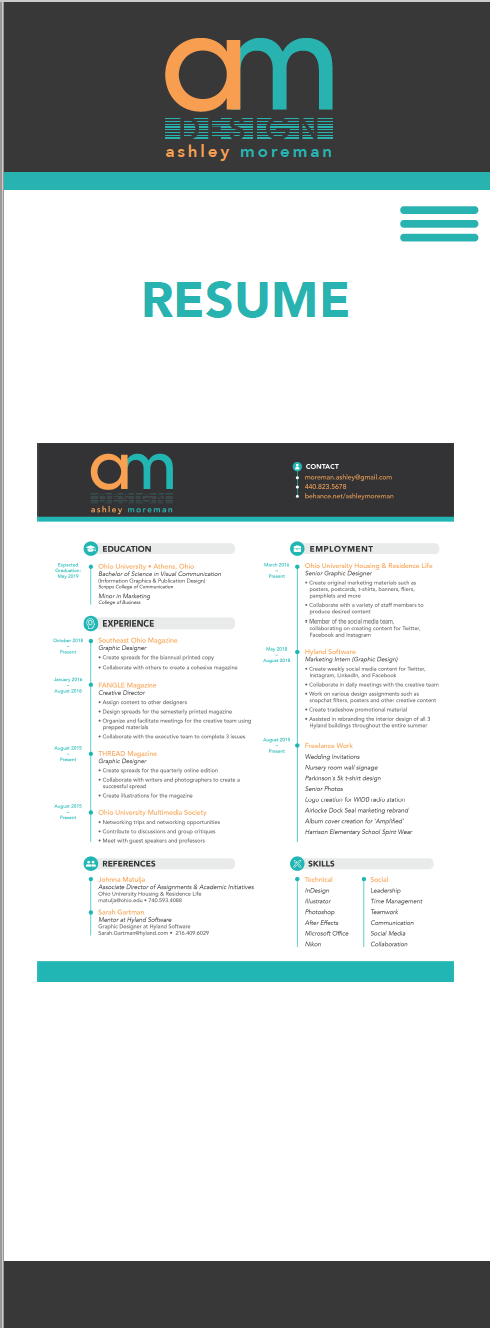 am
DESIGN
ashley moreman
RESUME
am
DESIGN
ashley moreman
CONTACT
moreman.ashley@gmail.com
440.823.5678
behance.net/ashleymoreman
EDUCATION
Expected
Graduation:
May 2019
Ohio University • Athens, Ohio
Bachelor of Science in Visual Communication
(Information Graphics & Publication Design)
Scripps College of Communication
Minor in Marketing
College of Business
EXPERIENCE
October 2018
–
Present
Southeast Ohio Magazine
Graphic Designer
• Create spreads for the biannual printed copy
• Collaborate with others to create a cohesive magazine
January 2016
–
August 2016
FANGLE Magazine
Creative Director
• Assign content to other designers
• Design spreads for the semesterly printed magazine
• Organize and facilitate meetings for the creative team using
prepped materials
• Collaborate with the executive team to complete 3 issues
August 2015
–
Present
THREAD Magazine
Graphic Designer
• Create spreads for the quarterly online edition
• Collaborate with writers and photographers to create a
successful spread
• Create illustrations for the magazine
August 2015
–
Present
Ohio University Multimedia Society
• Networking trips and networking opportunities
• Contribute to discussions and group critiques
• Meet with guest speakers and professors
REFERENCES
Johnna Matulja
Associate Director of Assignments & Academic Initiatives
Ohio University Housing & Residence Life
matulja@ohio.edu • 740.593.4088
Sarah Gartman
Mentor at Hyland Software
Graphic Designer at Hyland Software
Sarah.Gartman@hyland.com • 216.409.6029
EMPLOYMENT
March 2016
–
Present
Ohio University Housing & Residence Life
Senior Graphic Designer
• Create original marketing materials such as
posters, postcards, t-shirts, banners, fliers,
pamphlets and more
• Collaborate with a variety of staff members to
produce desired content
• Member of the social media team,
collaborating on creating content for Twitter,
Facebook and Instagram
May 2018
–
August 2018
Hyland Software
Marketing Intern (Graphic Design)
• Create weekly social media content for Twitter,
Instagram, LinkedIn, and Facebook
• Collaborate in daily meetings with the creative team
• Work on various design assignments such as
snapchat filters, posters and other creative content
• Create tradeshow promotional material
• Assisted in rebranding the interior design of all 3
Hyland buildings throughout the entire summer
August 2015
–
Present
Freelance Work
Wedding Invitations
Nursery room wall signage
Parkinson's 5k t-shirt design
Senior Photos
Logo creation for WIDG radio station
Airlocke Dock Seal marketing rebrand
Album cover creation for 'Amplified'
Harrison Elementary School Spirit Wear
SKILLS
Technical
InDesign
Illustrator
Photoshop
After Effects
Microsoft Office
Nikon
Social
Leadership
Time Management
Teamwork
Communication
Social Media
Collaboration